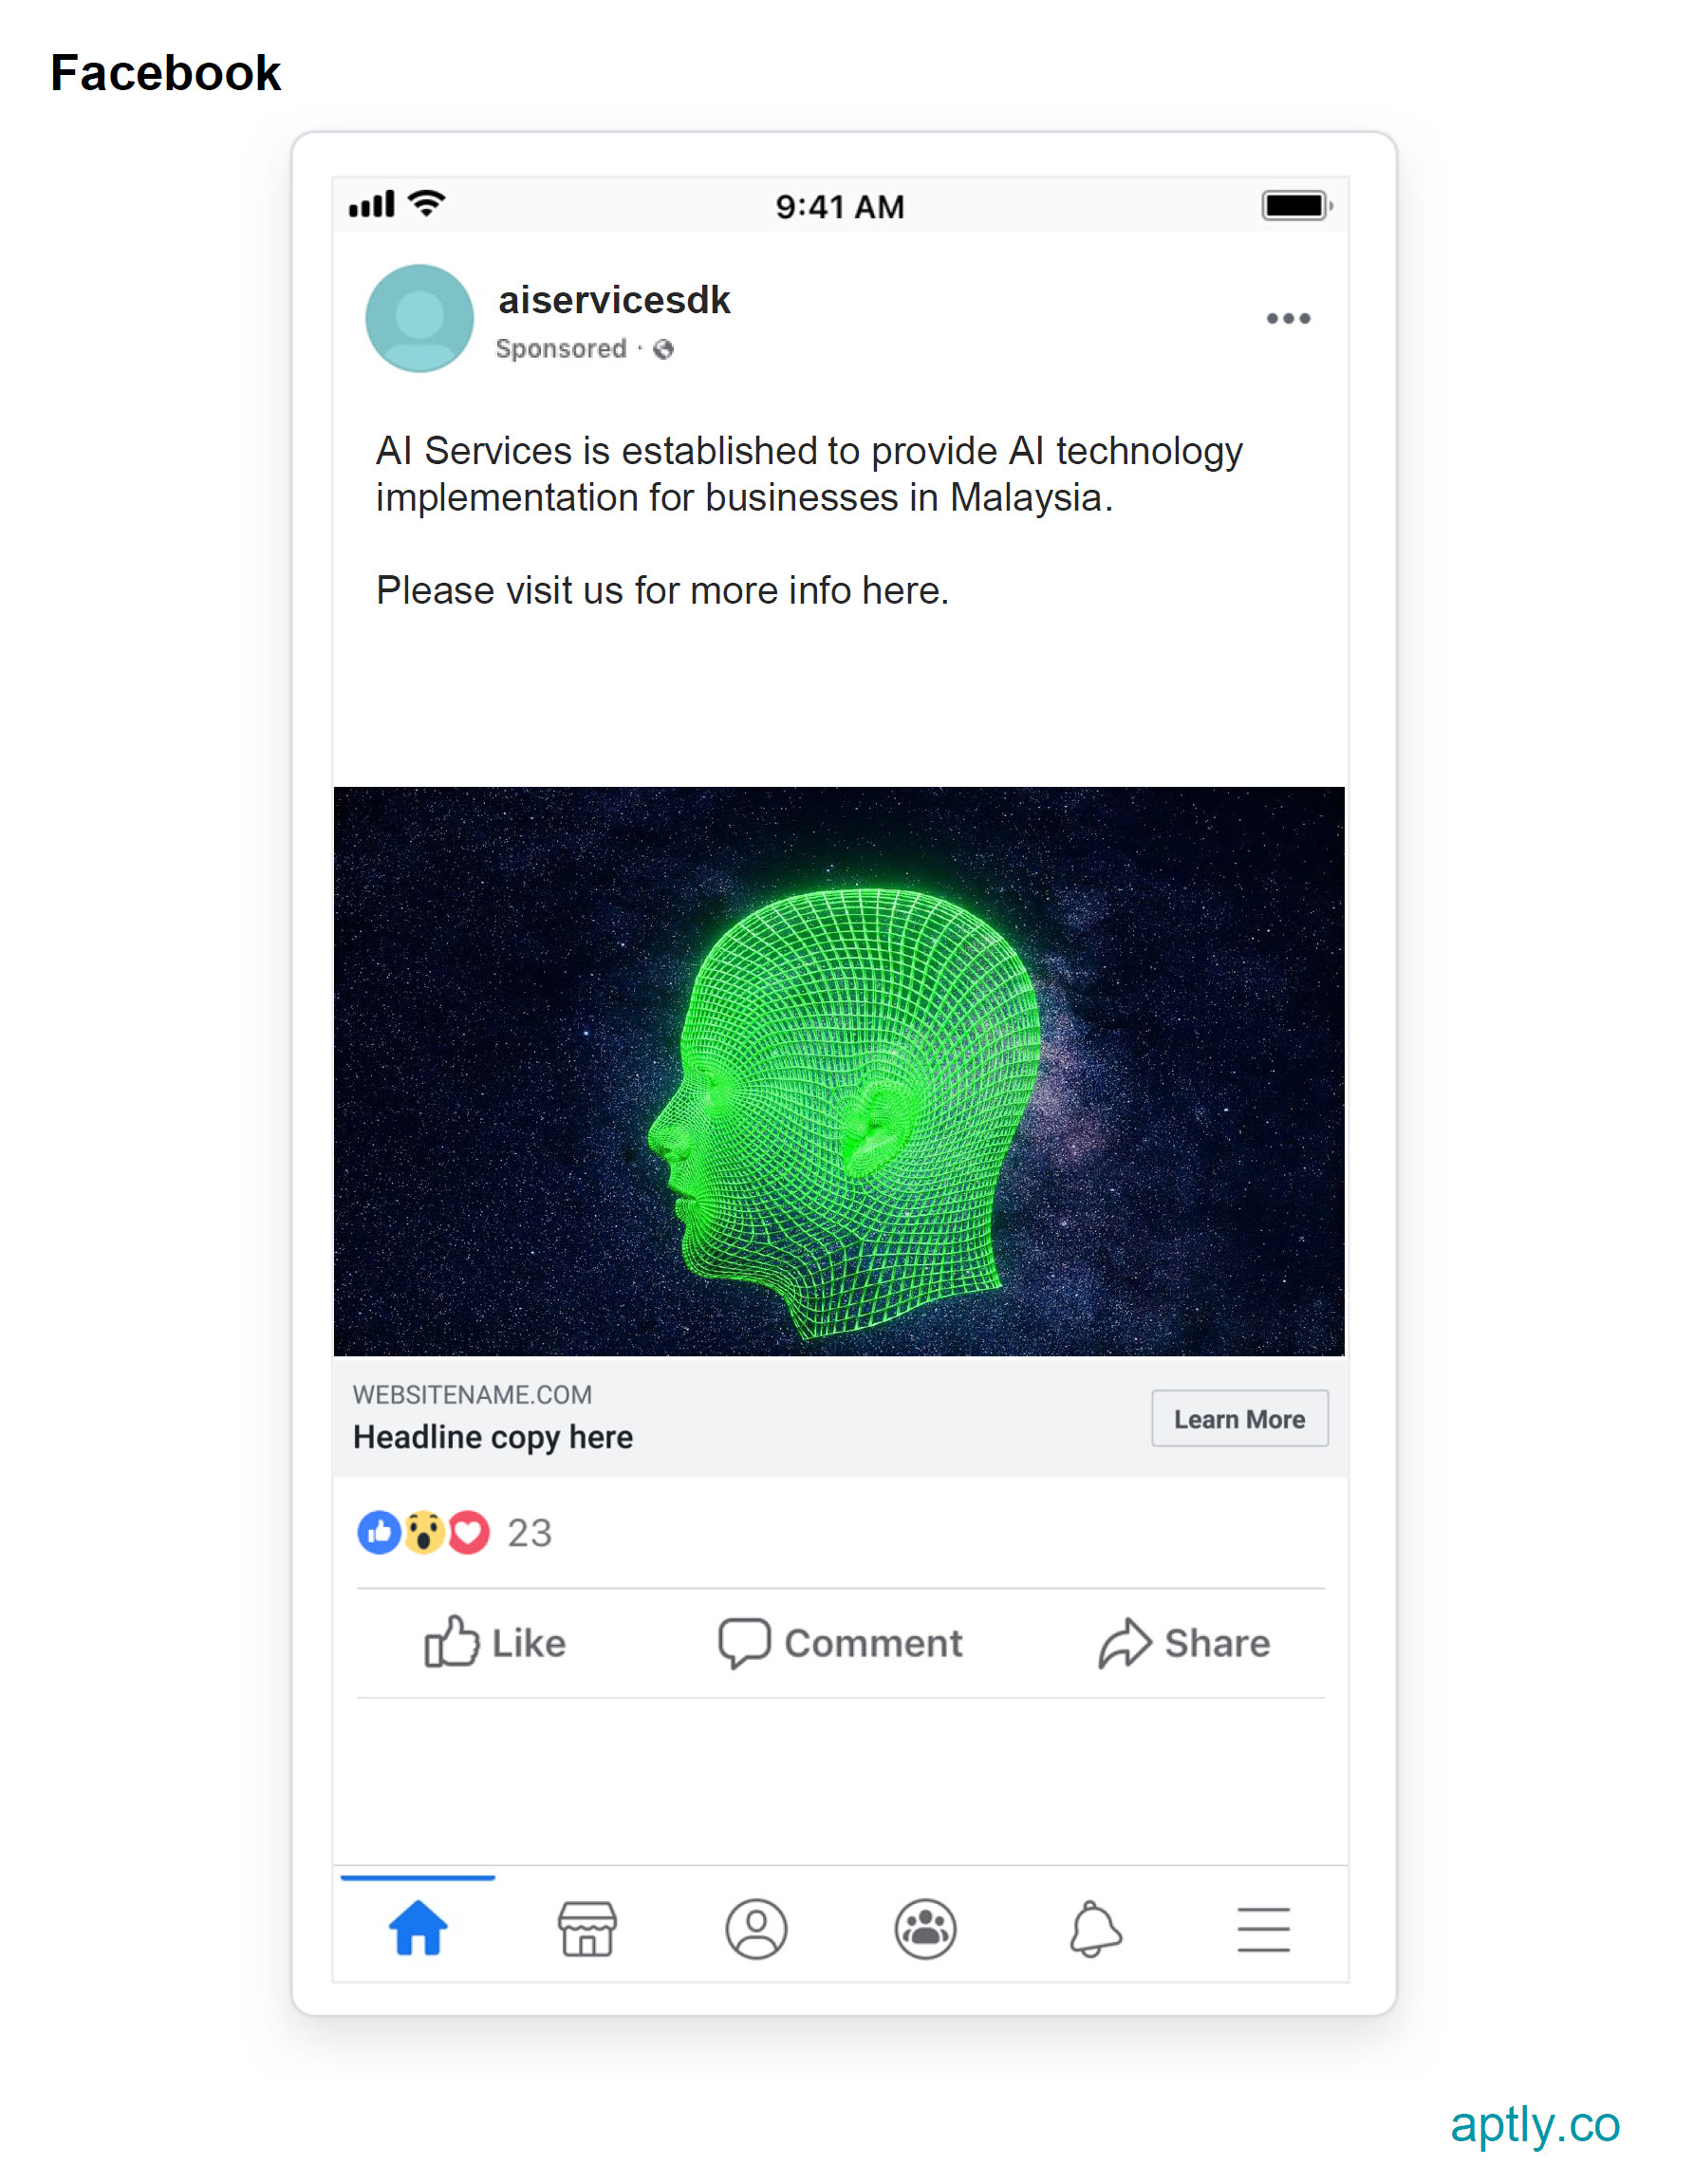 Facebook
9:41 AM
aiservicesdk
Sponsored ·
AI Services is established to provide AI technology
implementation for businesses in Malaysia.
Please visit us for more info here.
WEBSITENAME.COM
Headline copy here
Learn More
23
Like
Comment
Share
aptly.co